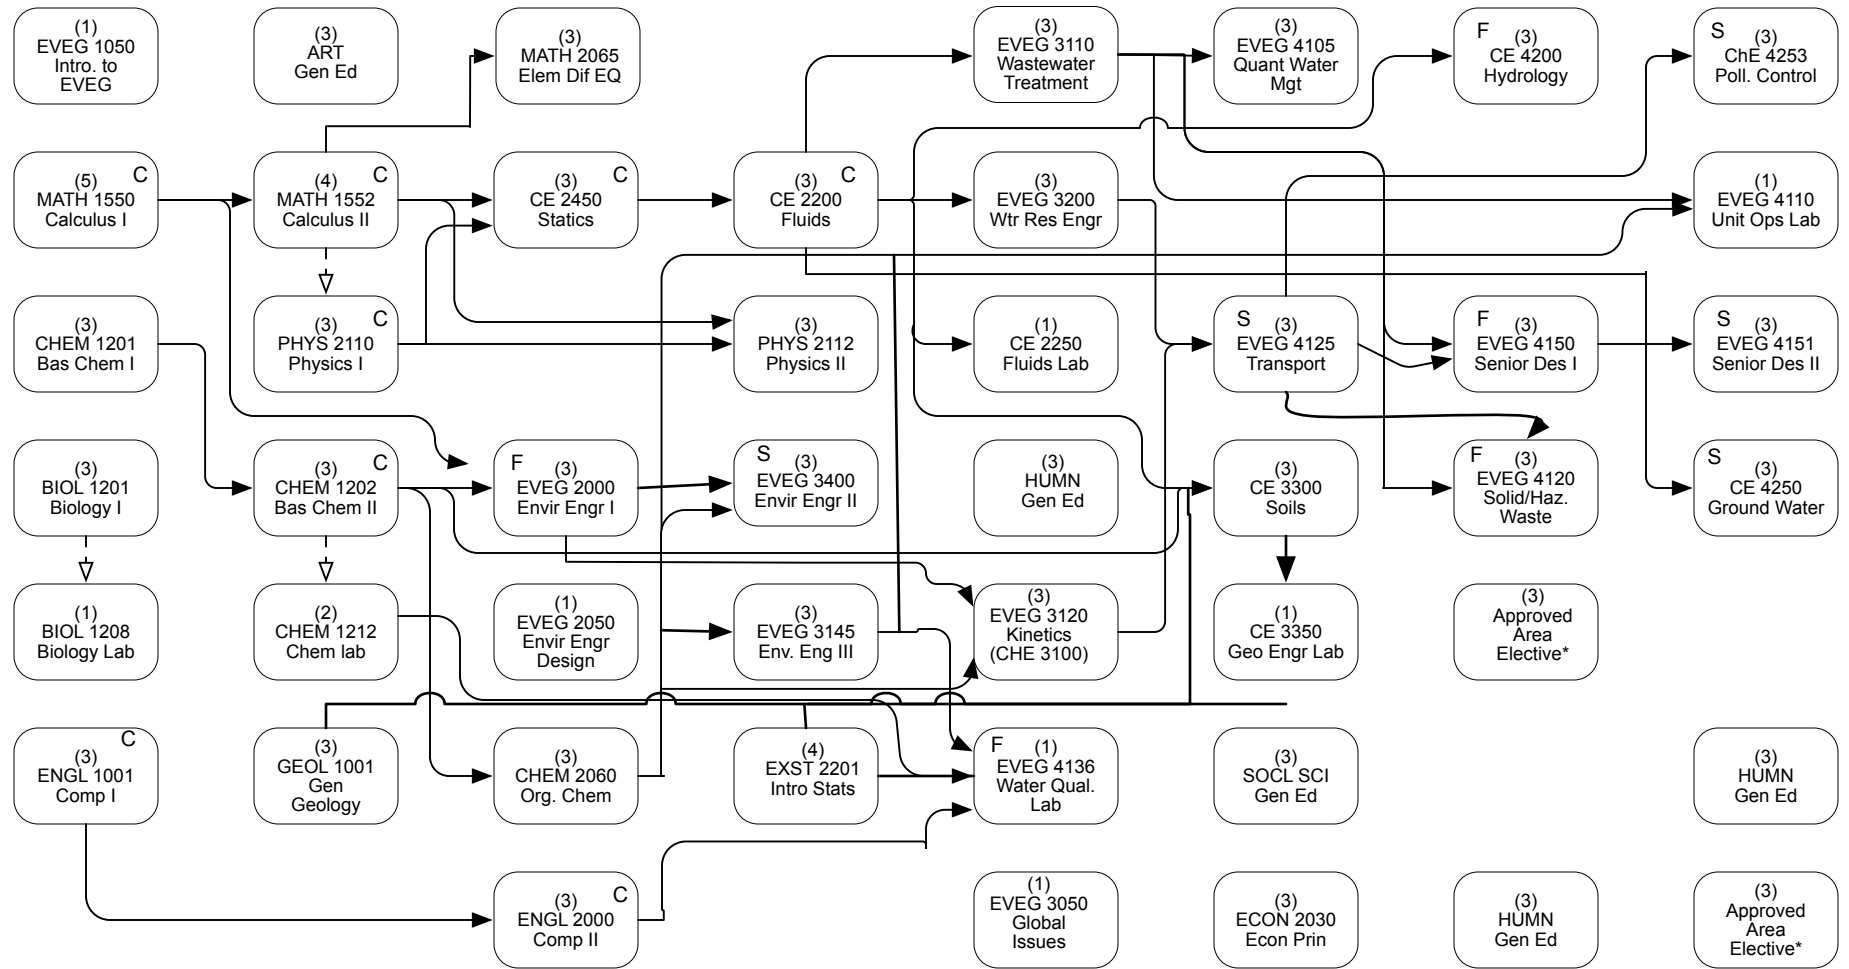 (1)
EVEG 1050
Intro. to
EVEG
(3)
ART
Gen Ed
(3)
MATH 2065
Elem Dif EQ
(3)
EVEG 3110
Wastewater
Treatment
(3)
EVEG 4105
Quant Water
Mgt
F
(3)
CE 4200
Hydrology
S
(3)
ChE 4253
Poll. Control
C
(5)
MATH 1550
Calculus I
C
(4)
MATH 1552
Calculus II
C
(3)
CE 2450
Statics
C
(3)
CE 2200
Fluids
(3)
EVEG 3200
Wtr Res Engr
(1)
EVEG 4110
Unit Ops Lab
(3)
CHEM 1201
Bas Chem I
C
(3)
PHYS 2110
Physics I
(3)
PHYS 2112
Physics II
(1)
CE 2250
Fluids Lab
S
(3)
EVEG 4125
Transport
F
(3)
EVEG 4150
Senior Des I
S
(3)
EVEG 4151
Senior Des II
(3)
BIOL 1201
Biology I
C
(3)
CHEM 1202
Bas Chem II
F
(3)
EVEG 2000
Envir Engr I
S
(3)
EVEG 3400
Envir Engr II
(3)
HUMN
Gen Ed
(3)
CE 3300
Soils
F
(3)
EVEG 4120
Solid/Haz.
Waste
S
(3)
CE 4250
Ground Water
(1)
BIOL 1208
Biology Lab
(2)
CHEM 1212
Chem lab
(1)
EVEG 2050
Envir Engr
Design
(3)
EVEG 3145
Env. Eng III
(3)
EVEG 3120
Kinetics
(CHE 3100)
(1)
CE 3350
Geo Engr Lab
(3)
Approved
Area
Elective*
C
(3)
ENGL 1001
Comp I
(3)
GEOL 1001
Gen
Geology
(3)
CHEM 2060
Org. Chem
(4)
EXST 2201
Intro Stats
F
(1)
EVEG 4136
Water Qual.
Lab
(3)
SOCL SCI
Gen Ed
(3)
HUMN
Gen Ed
C
(3)
ENGL 2000
Comp II
(1)
EVEG 3050
Global
Issues
(3)
ECON 2030
Econ Prin
(3)
HUMN
Gen Ed
(3)
Approved
Area
Elective*